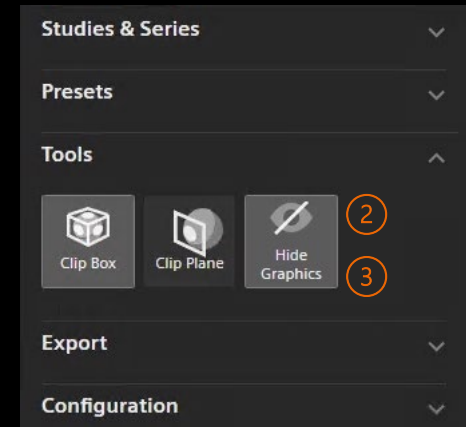 Studies & Series
Presets
Tools
Clip Box
Clip Plane
Hide
Graphics
2
3
Export
Configuration